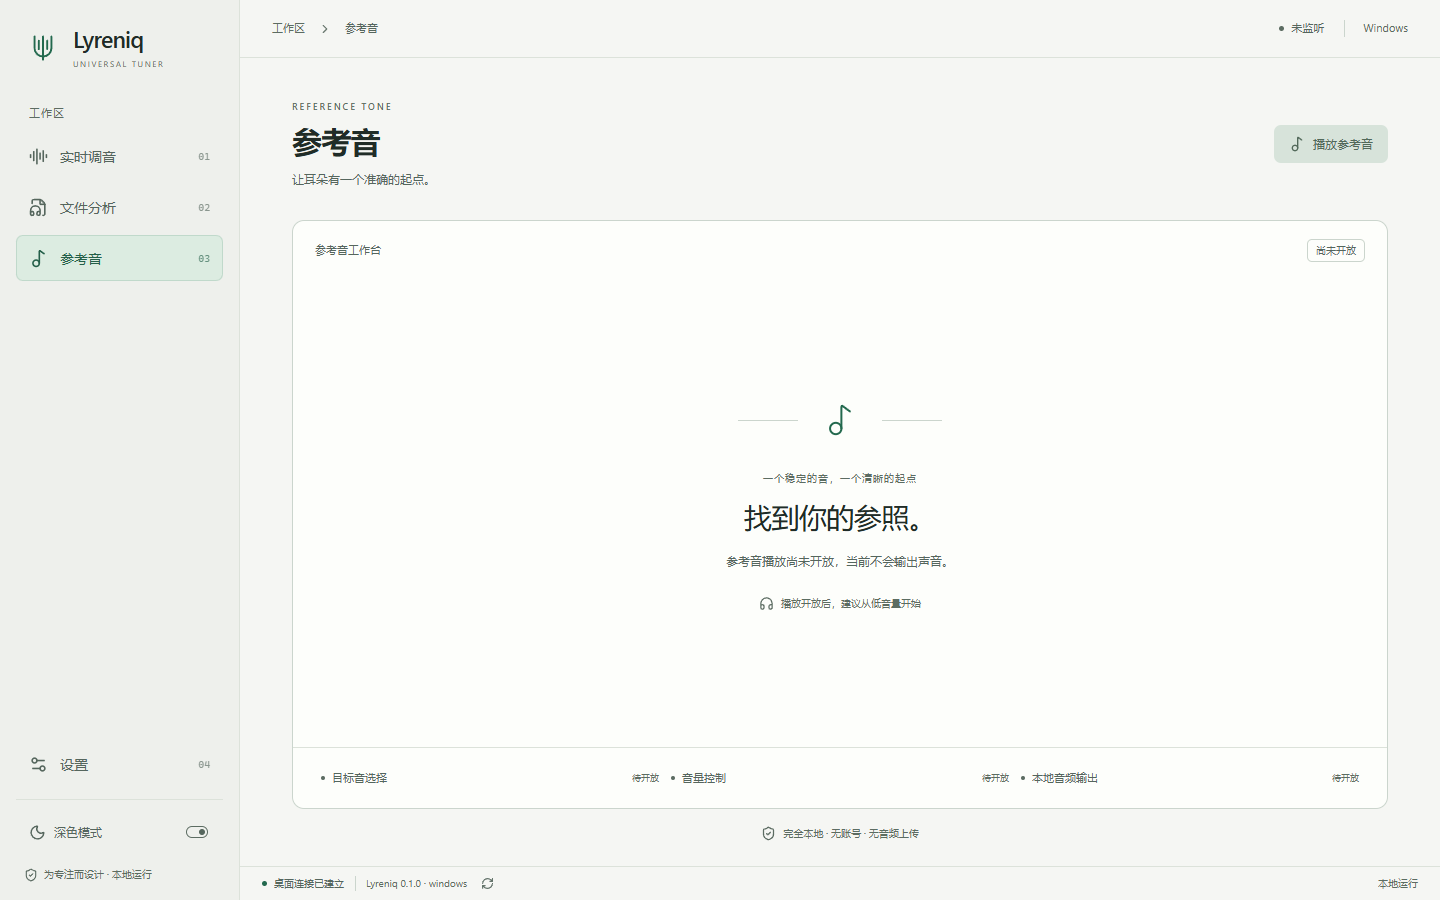 Lyreniq
UNIVERSAL TUNER
工作区
实时调音 01
文件分析 02
参考音 03
设置 04
深色模式
为专注而设计 · 本地运行
工作区 参考音
未监听 Windows
REFERENCE TONE
参考音
让耳朵有一个准确的起点。
播放参考音
参考音工作台
尚未开放
一个稳定的音，一个清晰的起点
找到你的参照。
参考音播放尚未开放，当前不会输出声音。
播放开放后，建议从低音量开始
目标音选择 待开放
音量控制 待开放
本地音频输出 待开放
完全本地 · 无账号 · 无音频上传
桌面连接已建立 Lyreniq 0.1.0 · windows
本地运行